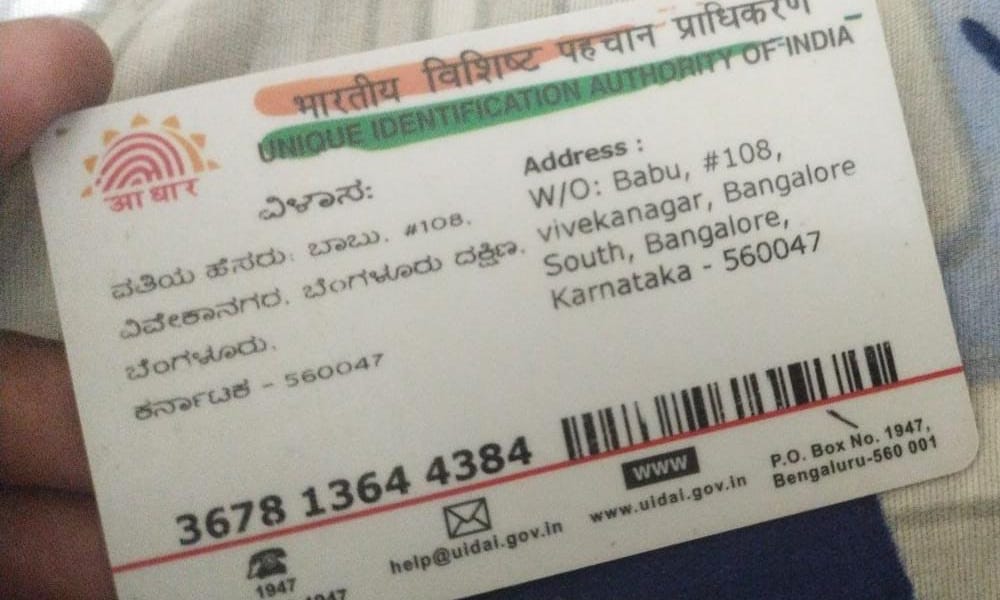 भारतीय विशिष्ट पहचान प्राधिकरण
UNIQUE IDENTIFICATION AUTHORITY OF INDIA
आधार
ವಿಳಾಸ:
ಪತಿಯ ಹೆಸರು: ಬಾಬು, #108,
ವಿವೇಕಾನಗರ, ಬೆಂಗಳೂರು ದಕ್ಷಿಣ,
ಬೆಂಗಳೂರು,
ಕರ್ನಾಟಕ - 560047
Address :
W/O: Babu, #108,
vivekanagar, Bangalore
South, Bangalore,
Karnataka - 560047
3678 1364 4384
1947
1947
help@uidai.gov.in
www
www.uidai.gov.in
P.O. Box No. 1947,
Bengaluru-560 001